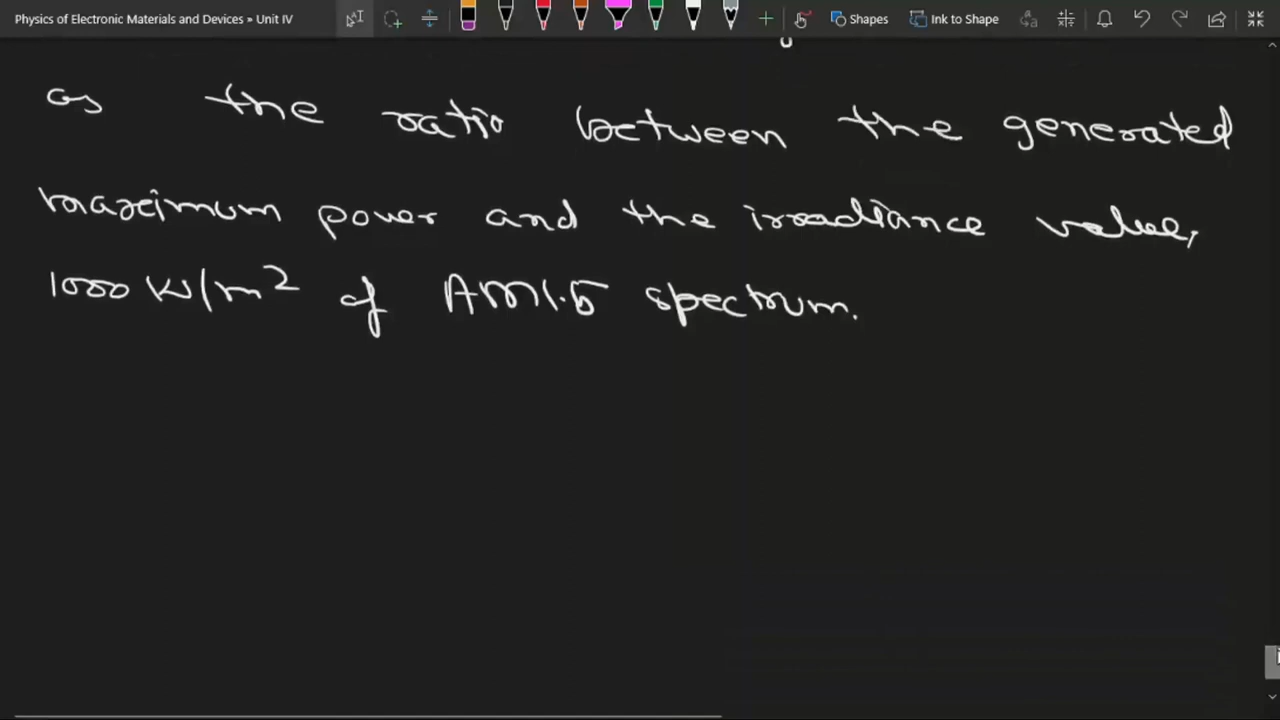 Physics of Electronic Materials and Devices » Unit IV
Shapes
Ink to Shape
as the ratio between the generated
maximum power and the irradiance value,
1000 W/m² of AM1.5 spectrum.